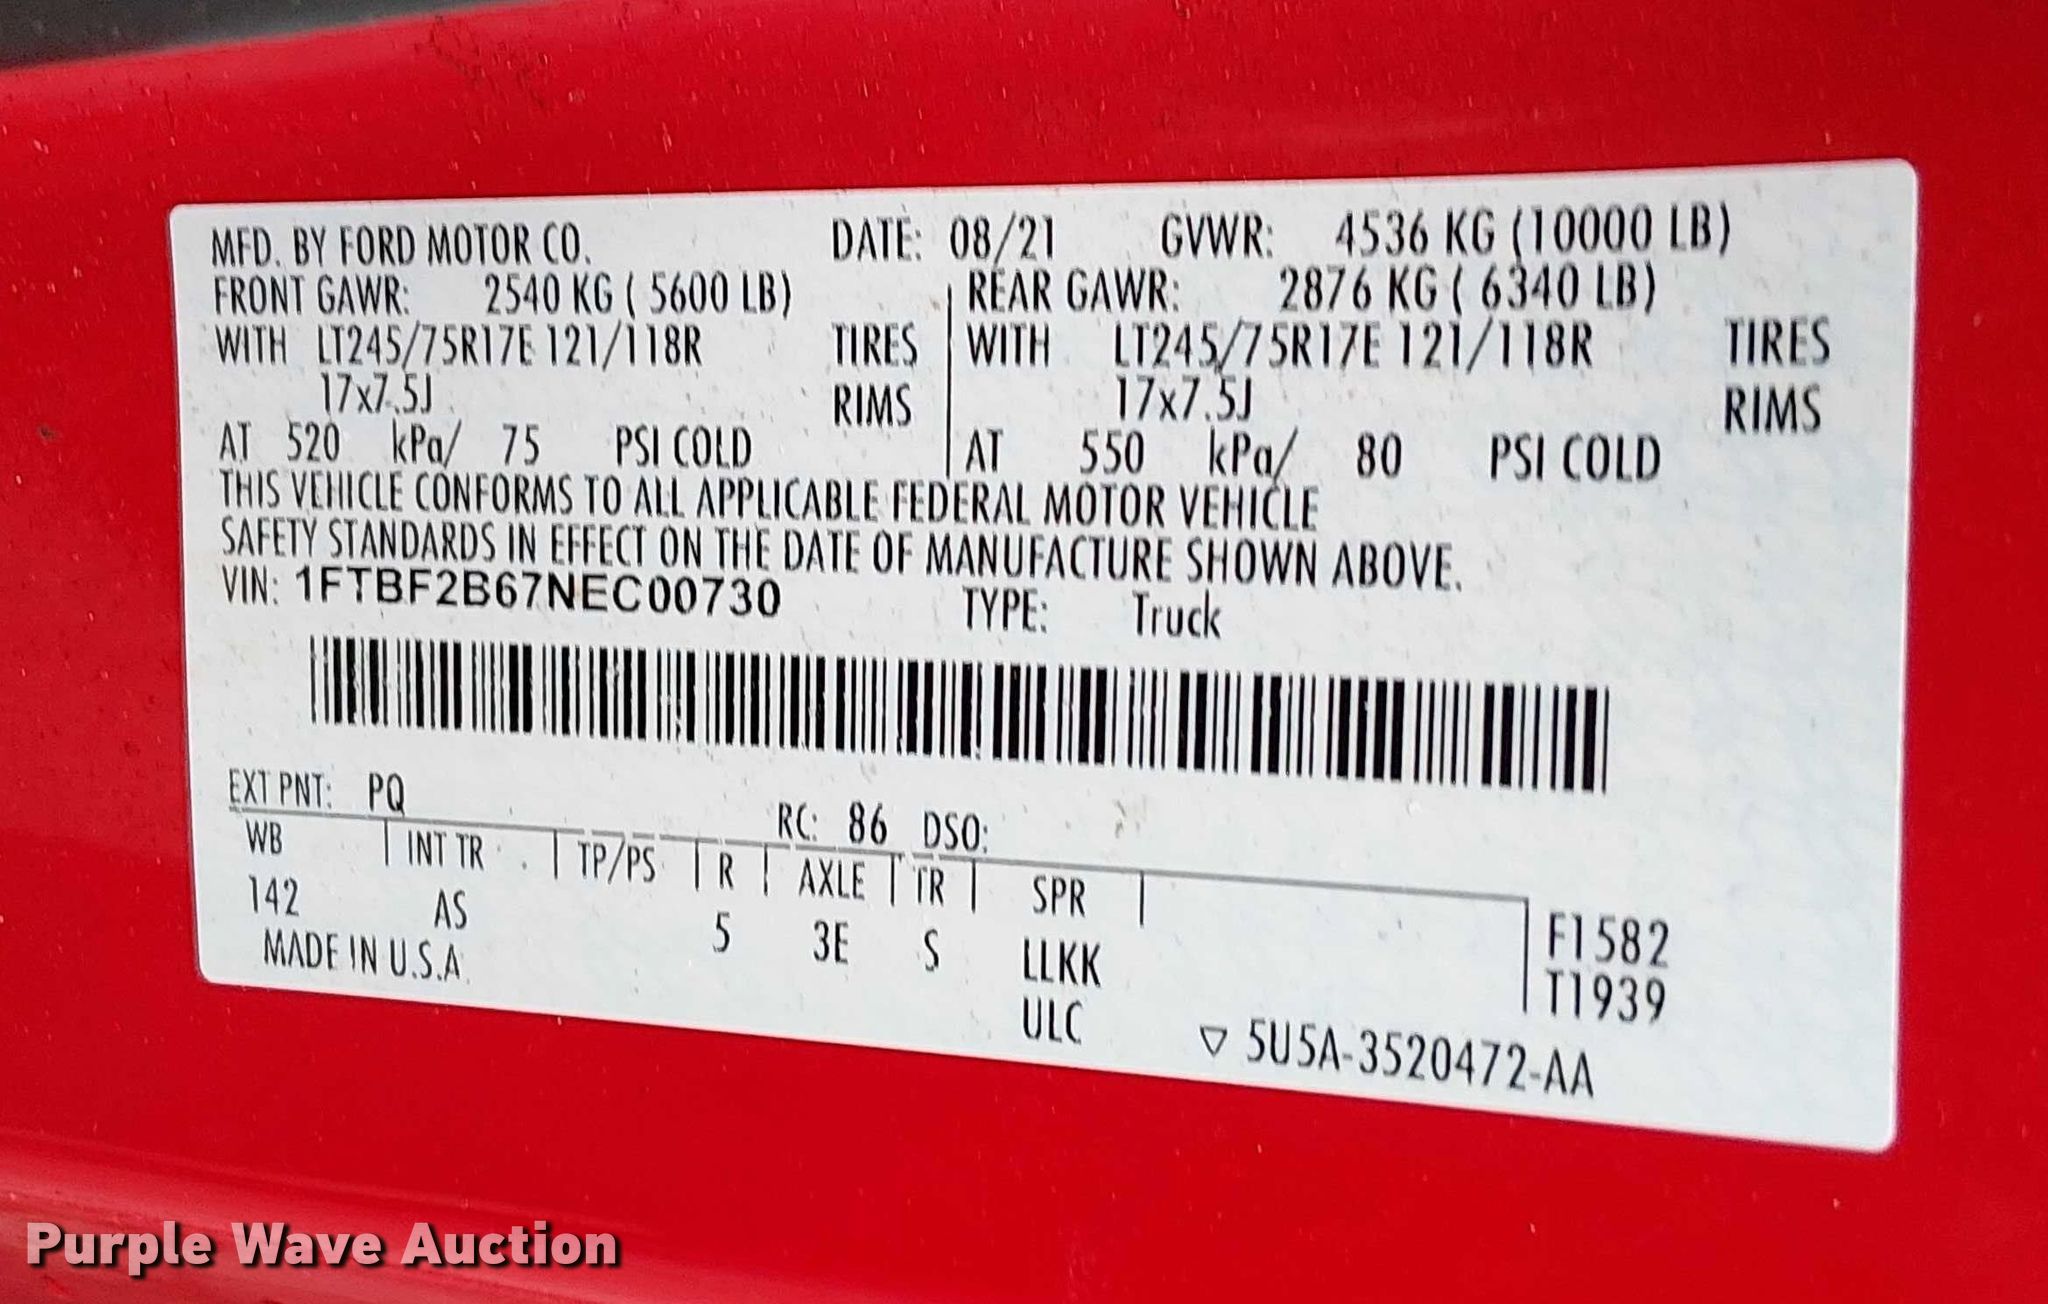 MFD. BY FORD MOTOR CO. DATE: 08/21 GVWR: 4536 KG (10000 LB)
FRONT GAWR: 2540 KG ( 5600 LB) REAR GAWR: 2876 KG ( 6340 LB)
WITH LT245/75R17E 121/118R TIRES WITH LT245/75R17E 121/118R TIRES
17x7.5J RIMS 17x7.5J RIMS
AT 520 kPa/ 75 PSI COLD AT 550 kPa/ 80 PSI COLD
THIS VEHICLE CONFORMS TO ALL APPLICABLE FEDERAL MOTOR VEHICLE
SAFETY STANDARDS IN EFFECT ON THE DATE OF MANUFACTURE SHOWN ABOVE.
VIN: 1FTBF2B67NEC00730 TYPE: Truck
EXT PNT: PQ RC: 86 DSO:
WB INT TR TP/PS R AXLE TR SPR
142 AS 5 3E S LLKK
ULC
F1582
T1939
MADE IN U.S.A.
▽ 5U5A-3520472-AA
Purple Wave Auction